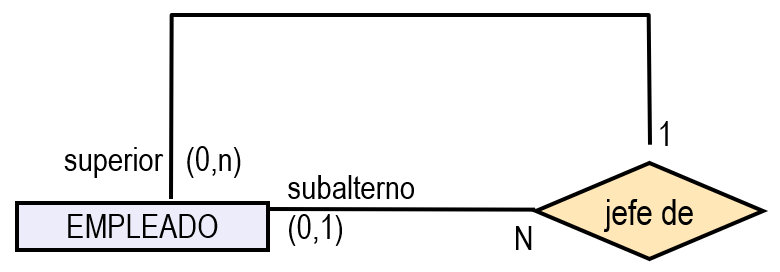 1
superior (0,n)
subalterno
EMPLEADO
(0,1)
N
jefe de